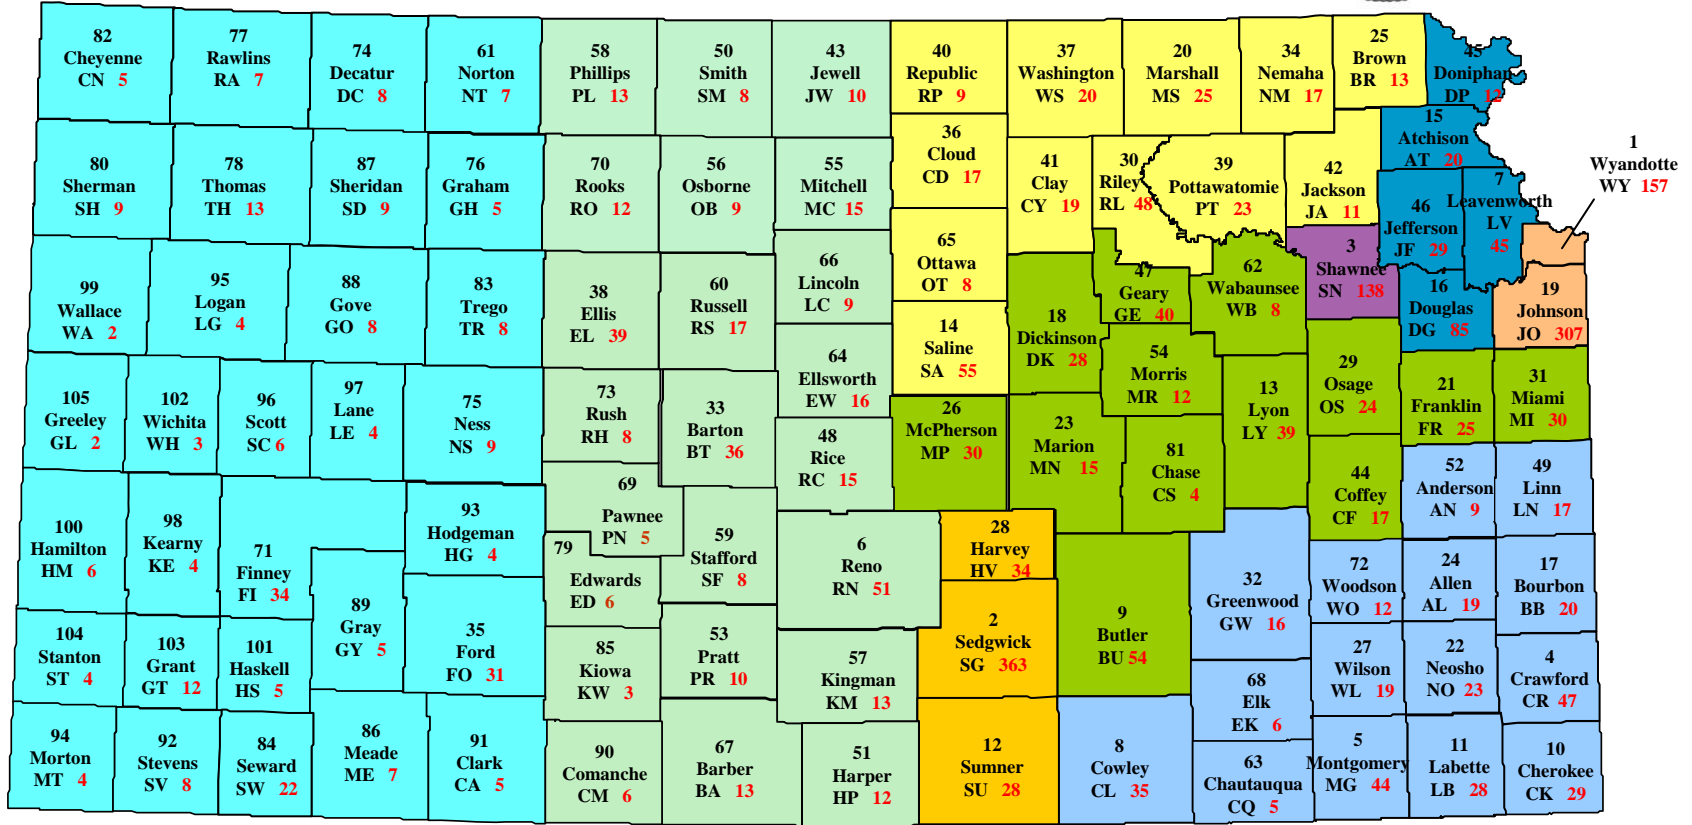 82
Cheyenne
CN 5
77
Rawlins
RA 7
74
Decatur
DC 8
61
Norton
NT 7
58
Phillips
PL 13
50
Smith
SM 8
43
Jewell
JW 10
40
Republic
RP 9
37
Washington
WS 20
20
Marshall
MS 25
34
Nemaha
NM 17
25
Brown
BR 13
45
Doniphan
DP 12
15
Atchison
AT 20
1
Wyandotte
WY 157
80
Sherman
SH 9
78
Thomas
TH 13
87
Sheridan
SD 9
76
Graham
GH 5
70
Rooks
RO 12
56
Osborne
OB 9
55
Mitchell
MC 15
36
Cloud
CD 17
41
Clay
CY 19
30
Riley
RL 48
39
Pottawatomie
PT 23
42
Jackson
JA 11
46
Jefferson
JF 29
7
Leavenworth
LV
45
99
Wallace
WA 2
95
Logan
LG 4
88
Gove
GO 8
83
Trego
TR 8
38
Ellis
EL 39
60
Russell
RS 17
66
Lincoln
LC 9
65
Ottawa
OT 8
14
Saline
SA 55
18
Dickinson
DK 28
47
Geary
GE 40
62
Wabaunsee
WB 8
3
Shawnee
SN 138
16
Douglas
DG 85
19
Johnson
JO 307
105
Greeley
GL 2
102
Wichita
WH 3
96
Scott
SC 6
97
Lane
LE 4
75
Ness
NS 9
73
Rush
RH 8
33
Barton
BT 36
64
Ellsworth
EW 16
48
Rice
RC 15
26
McPherson
MP 30
23
Marion
MN 15
54
Morris
MR 12
81
Chase
CS 4
13
Lyon
LY 39
29
Osage
OS 24
21
Franklin
FR 25
31
Miami
MI 30
100
Hamilton
HM 6
98
Kearny
KE 4
71
Finney
FI 34
93
Hodgeman
HG 4
69
Pawnee
PN 5
79
Edwards
ED 6
59
Stafford
SF 8
6
Reno
RN 51
28
Harvey
HV 34
9
Butler
BU 54
32
Greenwood
GW 16
44
Coffey
CF 17
52
Anderson
AN 9
49
Linn
LN 17
72
Woodson
WO 12
24
Allen
AL 19
17
Bourbon
BB 20
104
Stanton
ST 4
103
Grant
GT 12
101
Haskell
HS 5
89
Gray
GY 5
35
Ford
FO 31
85
Kiowa
KW 3
53
Pratt
PR 10
57
Kingman
KM 13
2
Sedgwick
SG 363
68
Elk
EK 6
27
Wilson
WL 19
22
Neosho
NO 23
4
Crawford
CR 47
94
Morton
MT 4
92
Stevens
SV 8
84
Seward
SW 22
86
Meade
ME 7
91
Clark
CA 5
90
Comanche
CM 6
67
Barber
BA 13
51
Harper
HP 12
12
Sumner
SU 28
8
Cowley
CL 35
63
Chautauqua
CQ 5
5
Montgomery
MG 44
11
Labette
LB 28
10
Cherokee
CK 29